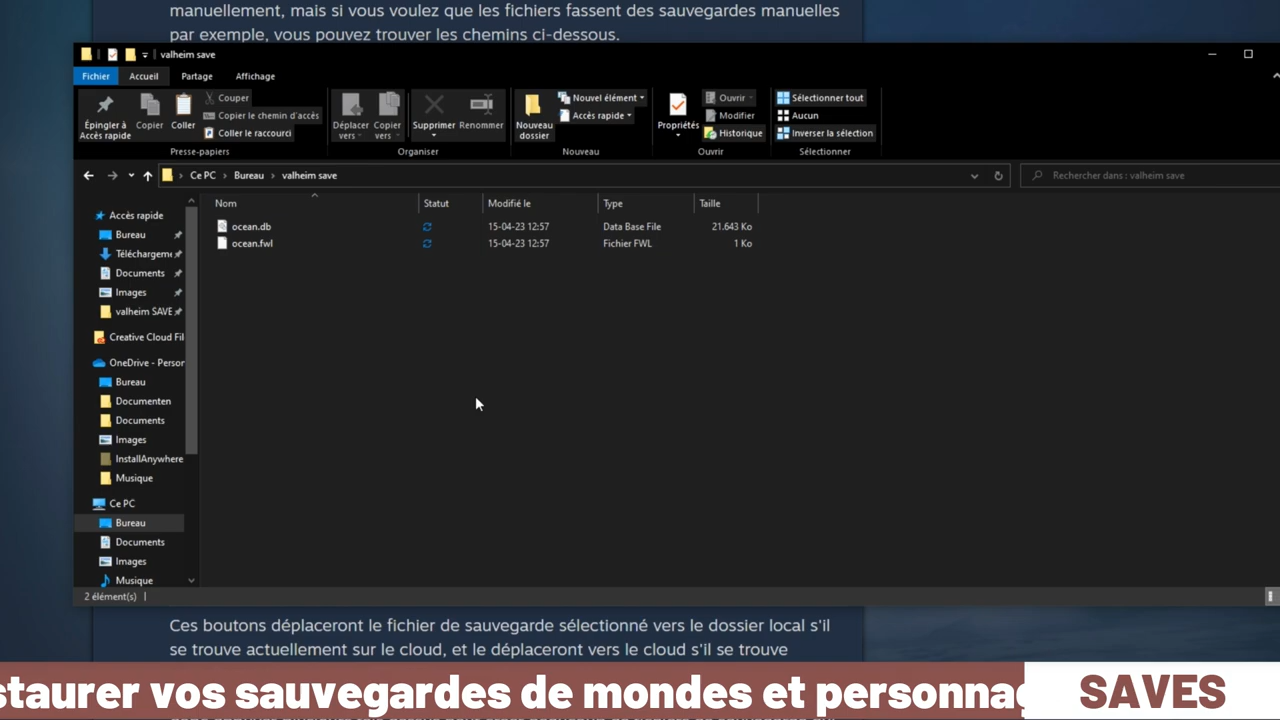 manuellement, mais si vous voulez que les fichiers fassent des sauvegardes manuelles
par exemple, vous pouvez trouver les chemins ci-dessous.
valheim save
Fichier Accueil Partage Affichage
Épingler à Accès rapide
Copier
Coller
Couper
Copier le chemin d'accès
Coller le raccourci
Presse-papiers
Déplacer vers
Copier vers
Supprimer
Renommer
Organiser
Nouveau dossier
Nouvel élément
Accès rapide
Nouveau
Propriétés
Ouvrir
Modifier
Historique
Ouvrir
Sélectionner tout
Aucun
Inverser la sélection
Sélectionner
Ce PC > Bureau > valheim save
Rechercher dans : valheim save
Nom Statut Modifié le Type Taille
ocean.db 15-04-23 12:57 Data Base File 21.643 Ko
ocean.fwl 15-04-23 12:57 Fichier FWL 1 Ko
Accès rapide
Bureau
Téléchargem
Documents
Images
valheim SAVE
Creative Cloud Fil
OneDrive - Person
Bureau
Documenten
Documents
Images
InstallAnywhere
Musique
Ce PC
Bureau
Documents
Images
Musique
2 élément(s)
Ces boutons déplaceront le fichier de sauvegarde sélectionné vers le dossier local s'il
se trouve actuellement sur le cloud, et le déplaceront vers le cloud s'il se trouve
staurer vos sauvegardes de mondes et personnag
SAVES